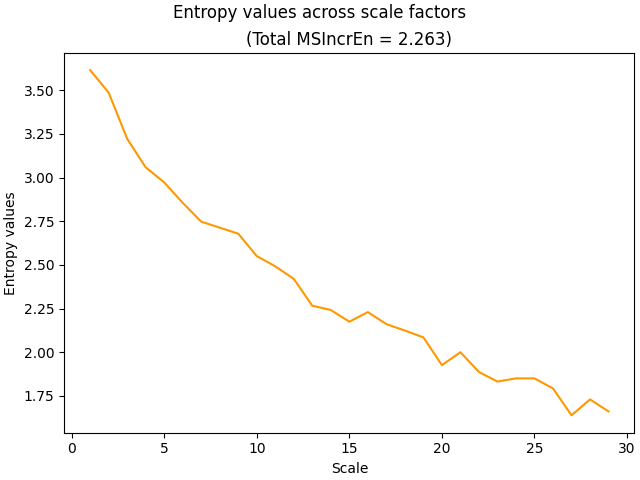 Entropy values across scale factors
(Total MSIncrEn = 2.263)
3.50
3.25
3.00
2.75
2.50
2.25
2.00
1.75
Entropy values
0 5 10 15 20 25 30
Scale